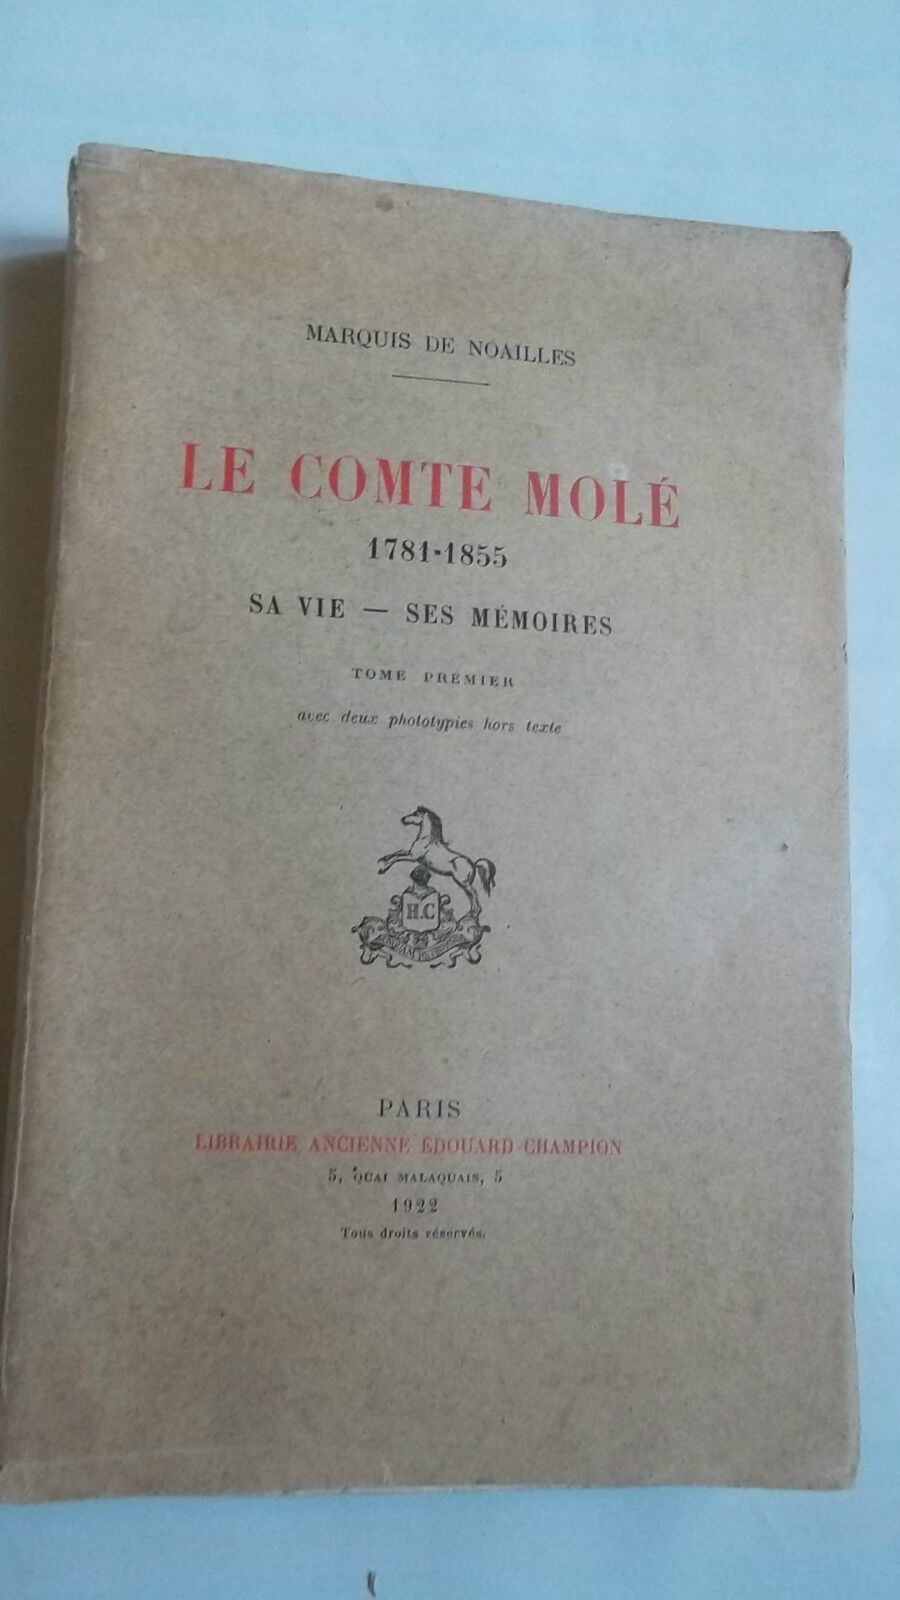 MARQUIS DE NOAILLES
LE COMTE MOLÉ
1781-1855
SA VIE — SES MÉMOIRES
TOME PREMIER
avec deux phototypies hors texte
H.C
PARIS
LIBRAIRIE ANCIENNE ÉDOUARD CHAMPION
5, QUAI MALAQUAIS, 5
1922
Tous droits réservés.